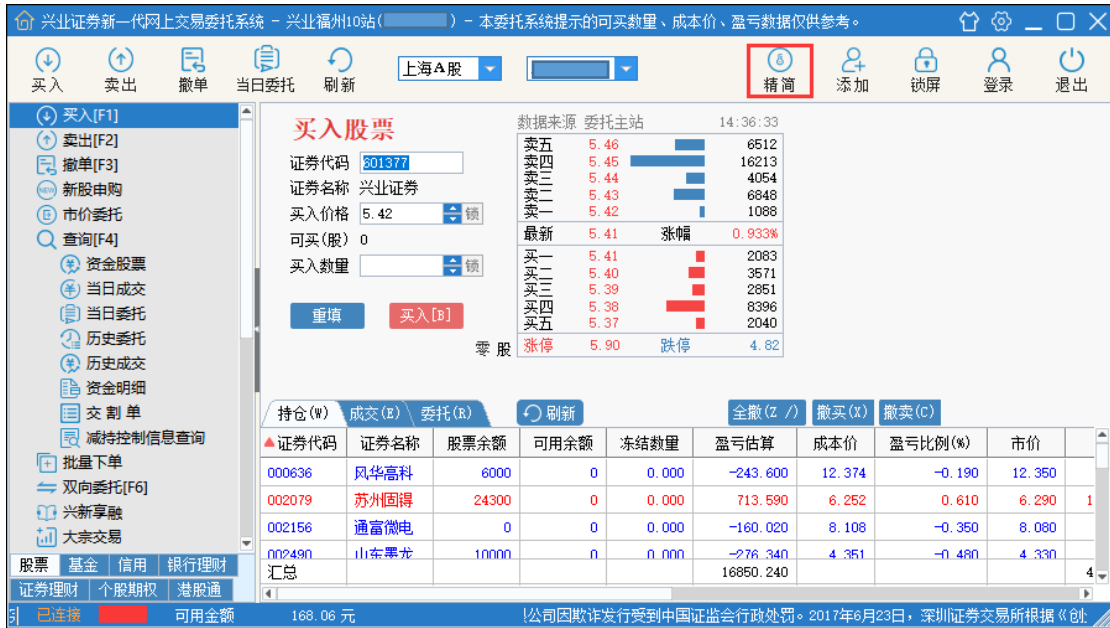 兴业证券新一代网上交易委托系统 - 兴业福州10站( ) - 本委托系统提示的可买数量、成本价、盈亏数据仅供参考。
买入 卖出 撤单 当日委托 刷新 上海A股 精简 添加 锁屏 登录 退出
买入[F1]
卖出[F2]
撤单[F3]
NEW 新股申购
市价委托
查询[F4]
资金股票
当日成交
当日委托
历史委托
历史成交
资金明细
交割单
减持控制信息查询
批量下单
双向委托[F6]
兴新享融
大宗交易
股票 基金 信用 银行理财
证券理财 个股期权 港股通
买入股票
证券代码 601377
证券名称 兴业证券
买入价格 5.42 锁
可买(股) 0
买入数量 锁
重填 买入[B]
零股
数据来源 委托主站 14:36:33
卖五 5.46 6512
卖四 5.45 16213
卖三 5.44 4054
卖二 5.43 6848
卖一 5.42 1088
最新 5.41 涨幅 0.933%
买一 5.41 2083
买二 5.40 3571
买三 5.39 2851
买四 5.38 8396
买五 5.37 2040
涨停 5.90 跌停 4.82
持仓(W) 成交(E) 委托(R) 刷新 全撤(Z /) 撤买(X) 撤卖(C)
证券代码 证券名称 股票余额 可用余额 冻结数量 盈亏估算 成本价 盈亏比例(%) 市价
000636 风华高科 6000 0 0.000 -243.600 12.374 -0.190 12.350
002079 苏州固锝 24300 0 0.000 713.590 6.252 0.610 6.290 1
002156 通富微电 0 0 0.000 -160.020 8.108 -0.350 8.080
002490 山东墨龙 10000 0 0.000 -276.340 4.351 -0.480 4.330
汇总 16850.240 4
已连接 可用金额 168.06 元 公司因欺诈发行受到中国证监会行政处罚。2017年6月23日，深圳证券交易所根据《创